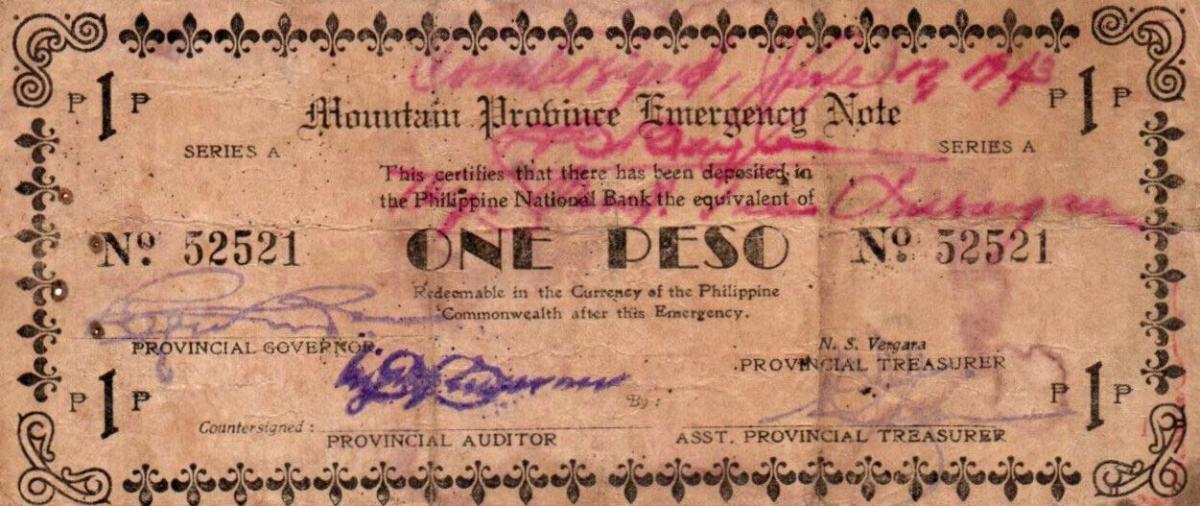 Countersigned, 1943
₱ 1 ₱
₱ 1 ₱
Mountain Province Emergency Note
SERIES A
SERIES A
This certifies that there has been deposited in
the Philippine National Bank the equivalent of
Nº 52521
ONE PESO
Nº 52521
Redeemable in the Currency of the Philippine
Commonwealth after this Emergency.
PROVINCIAL GOVERNOR
N. S. Vergara
PROVINCIAL TREASURER
₱ 1 ₱
₱ 1 ₱
Countersigned :
By :
PROVINCIAL AUDITOR
ASST. PROVINCIAL TREASURER